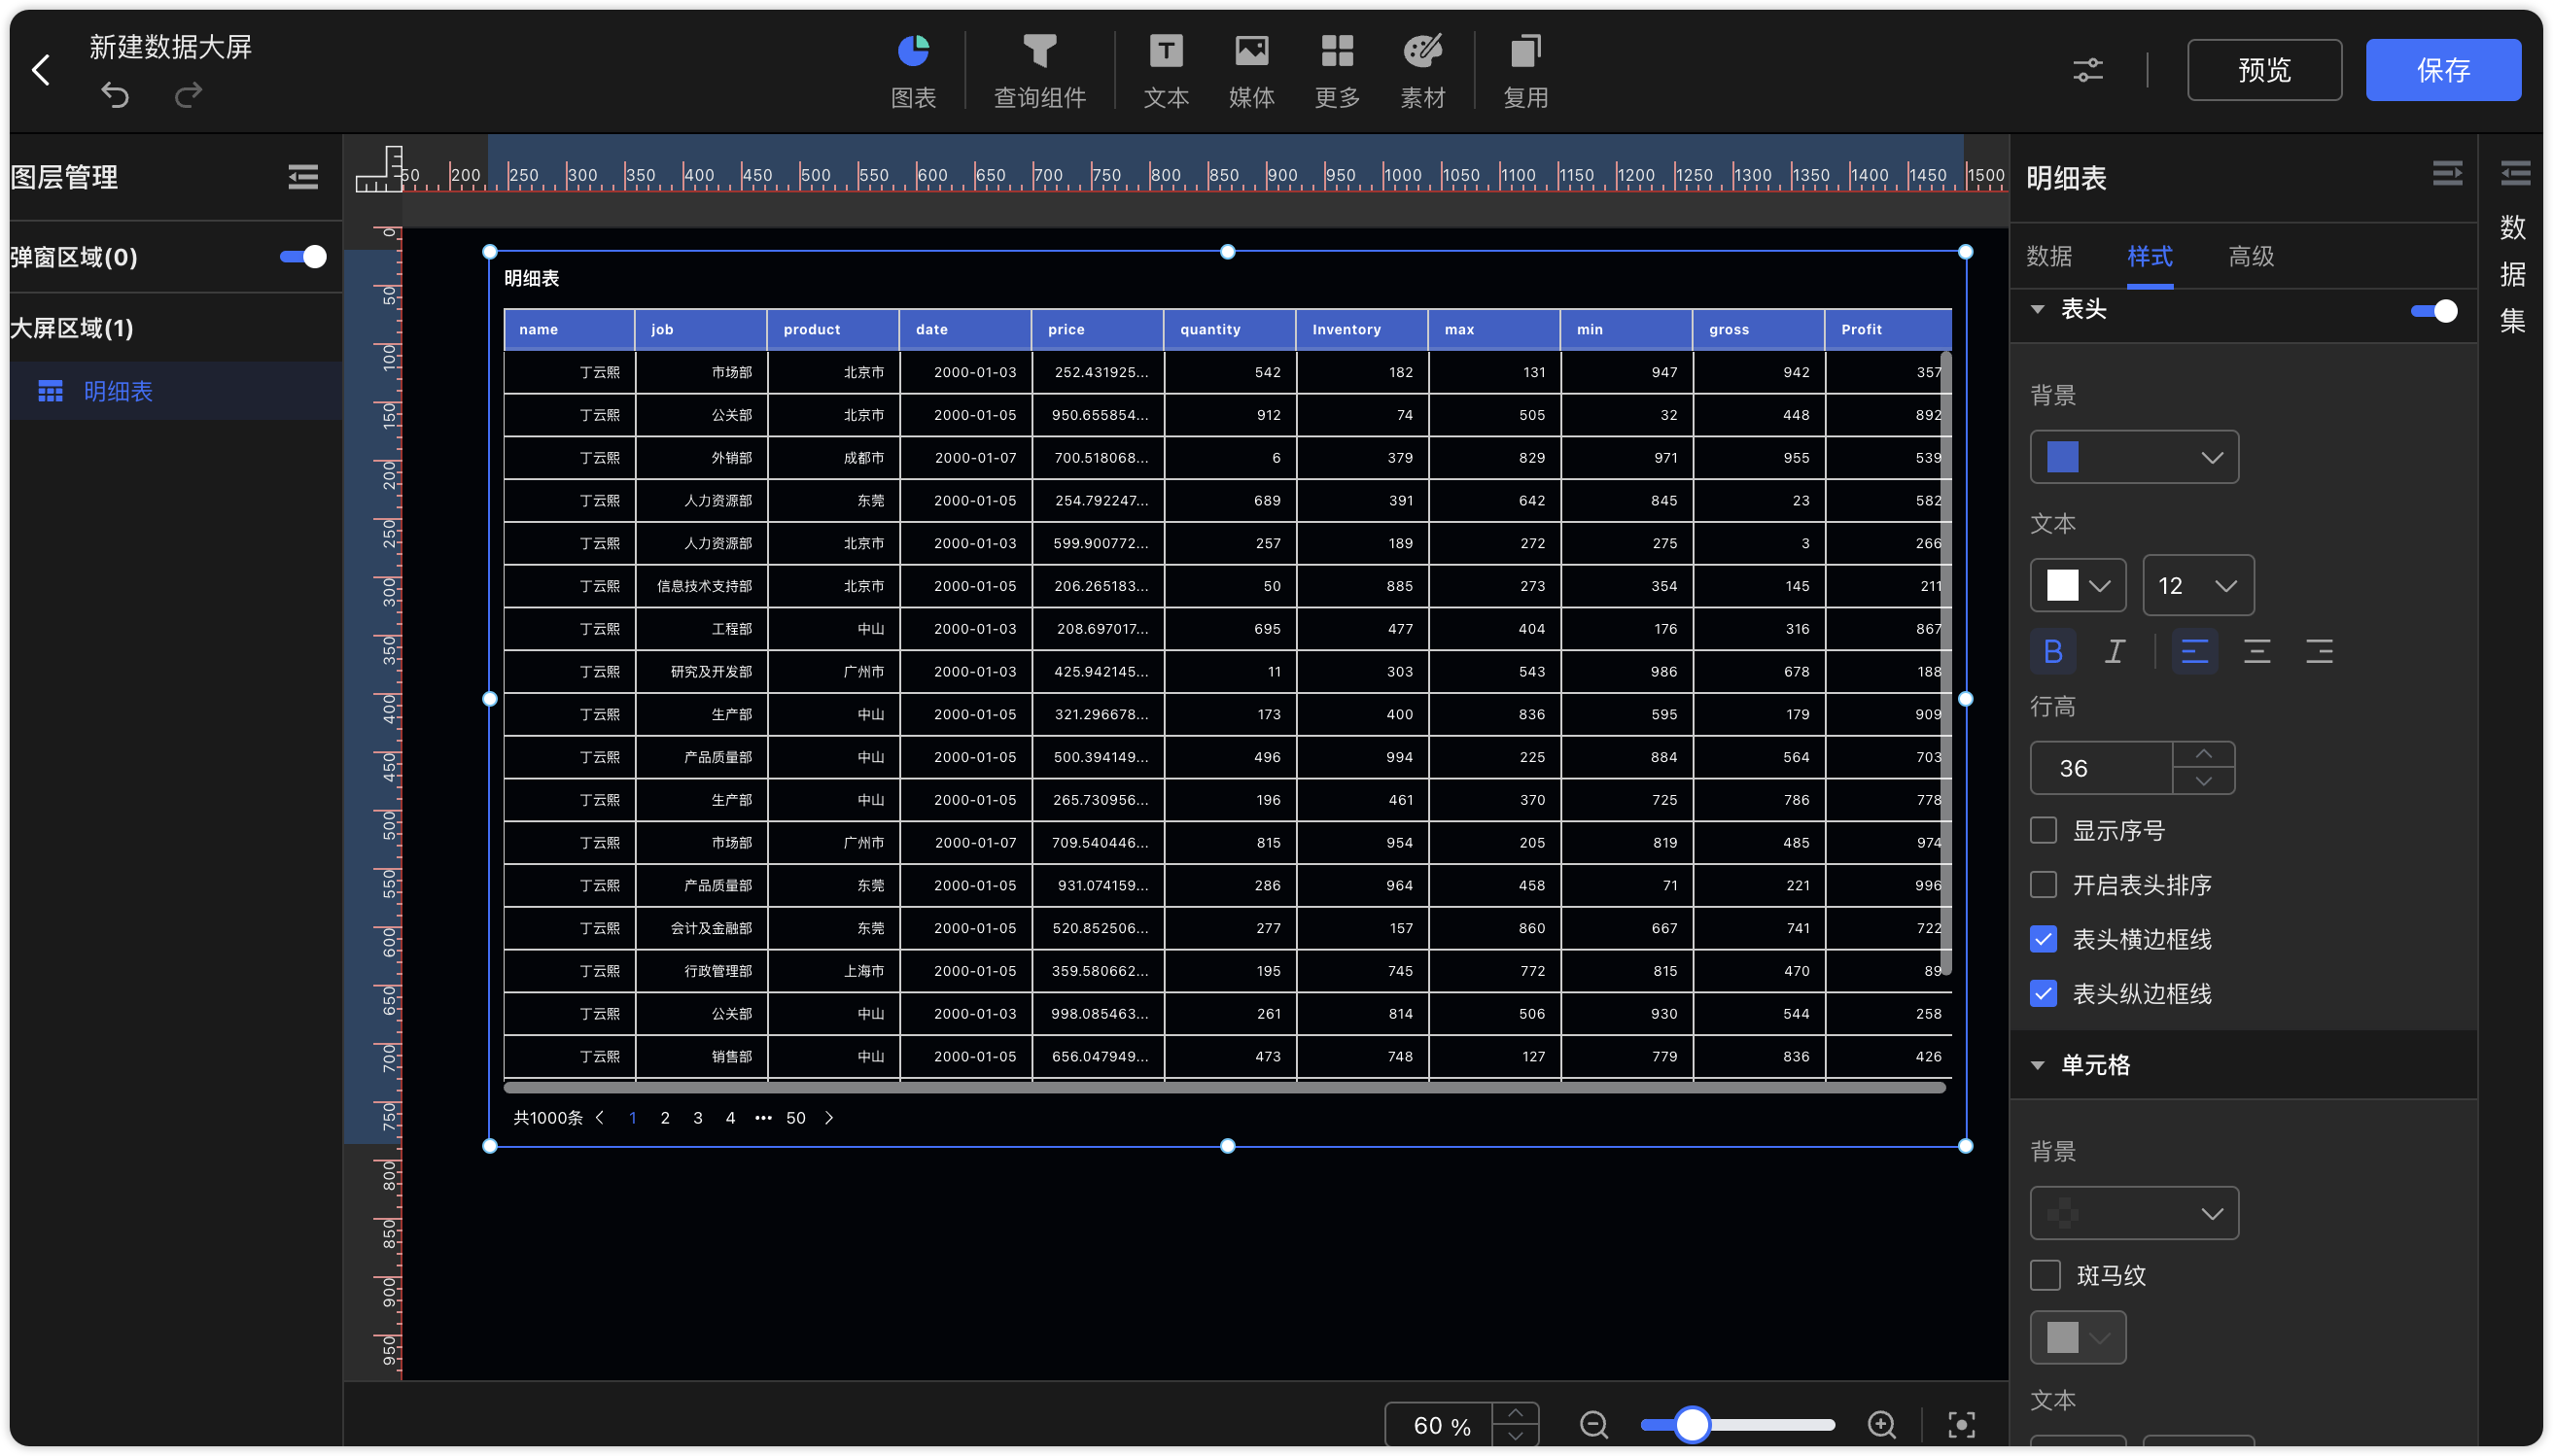 新建数据大屏
图表 查询组件 文本 媒体 更多 素材 复用
预览 保存
图层管理
弹窗区域(0)
大屏区域(1)
明细表
50 200 250 300 350 400 450 500 550 600 650 700 750 800 850 900 950 1000 1050 1100 1150 1200 1250 1300 1350 1400 1450 1500
0 50 100 150 200 250 300 350 400 450 500 550 600 650 700 750 800 850 900 950
明细表
name job product date price quantity Inventory max min gross Profit
丁云熙 市场部 北京市 2000-01-03 252.431925... 542 182 131 947 942 357
丁云熙 公关部 北京市 2000-01-05 950.655854... 912 74 505 32 448 892
丁云熙 外销部 成都市 2000-01-07 700.518068... 6 379 829 971 955 539
丁云熙 人力资源部 东莞 2000-01-05 254.792247... 689 391 642 845 23 582
丁云熙 人力资源部 北京市 2000-01-03 599.900772... 257 189 272 275 3 266
丁云熙 信息技术支持部 北京市 2000-01-05 206.265183... 50 885 273 354 145 211
丁云熙 工程部 中山 2000-01-03 208.697017... 695 477 404 176 316 867
丁云熙 研究及开发部 广州市 2000-01-03 425.942145... 11 303 543 986 678 188
丁云熙 生产部 中山 2000-01-05 321.296678... 173 400 836 595 179 909
丁云熙 产品质量部 中山 2000-01-05 500.394149... 496 994 225 884 564 703
丁云熙 生产部 中山 2000-01-05 265.730956... 196 461 370 725 786 778
丁云熙 市场部 广州市 2000-01-07 709.540446... 815 954 205 819 485 974
丁云熙 产品质量部 东莞 2000-01-05 931.074159... 286 964 458 71 221 996
丁云熙 会计及金融部 东莞 2000-01-05 520.852506... 277 157 860 667 741 722
丁云熙 行政管理部 上海市 2000-01-05 359.580662... 195 745 772 815 470 89
丁云熙 公关部 中山 2000-01-03 998.085463... 261 814 506 930 544 258
丁云熙 销售部 中山 2000-01-05 656.047949... 473 748 127 779 836 426
共1000条 1 2 3 4 ••• 50
60 %
明细表
数据 样式 高级
表头
背景
文本
12
B I
行高
36
显示序号
开启表头排序
表头横边框线
表头纵边框线
单元格
背景
斑马纹
文本
数
据
集